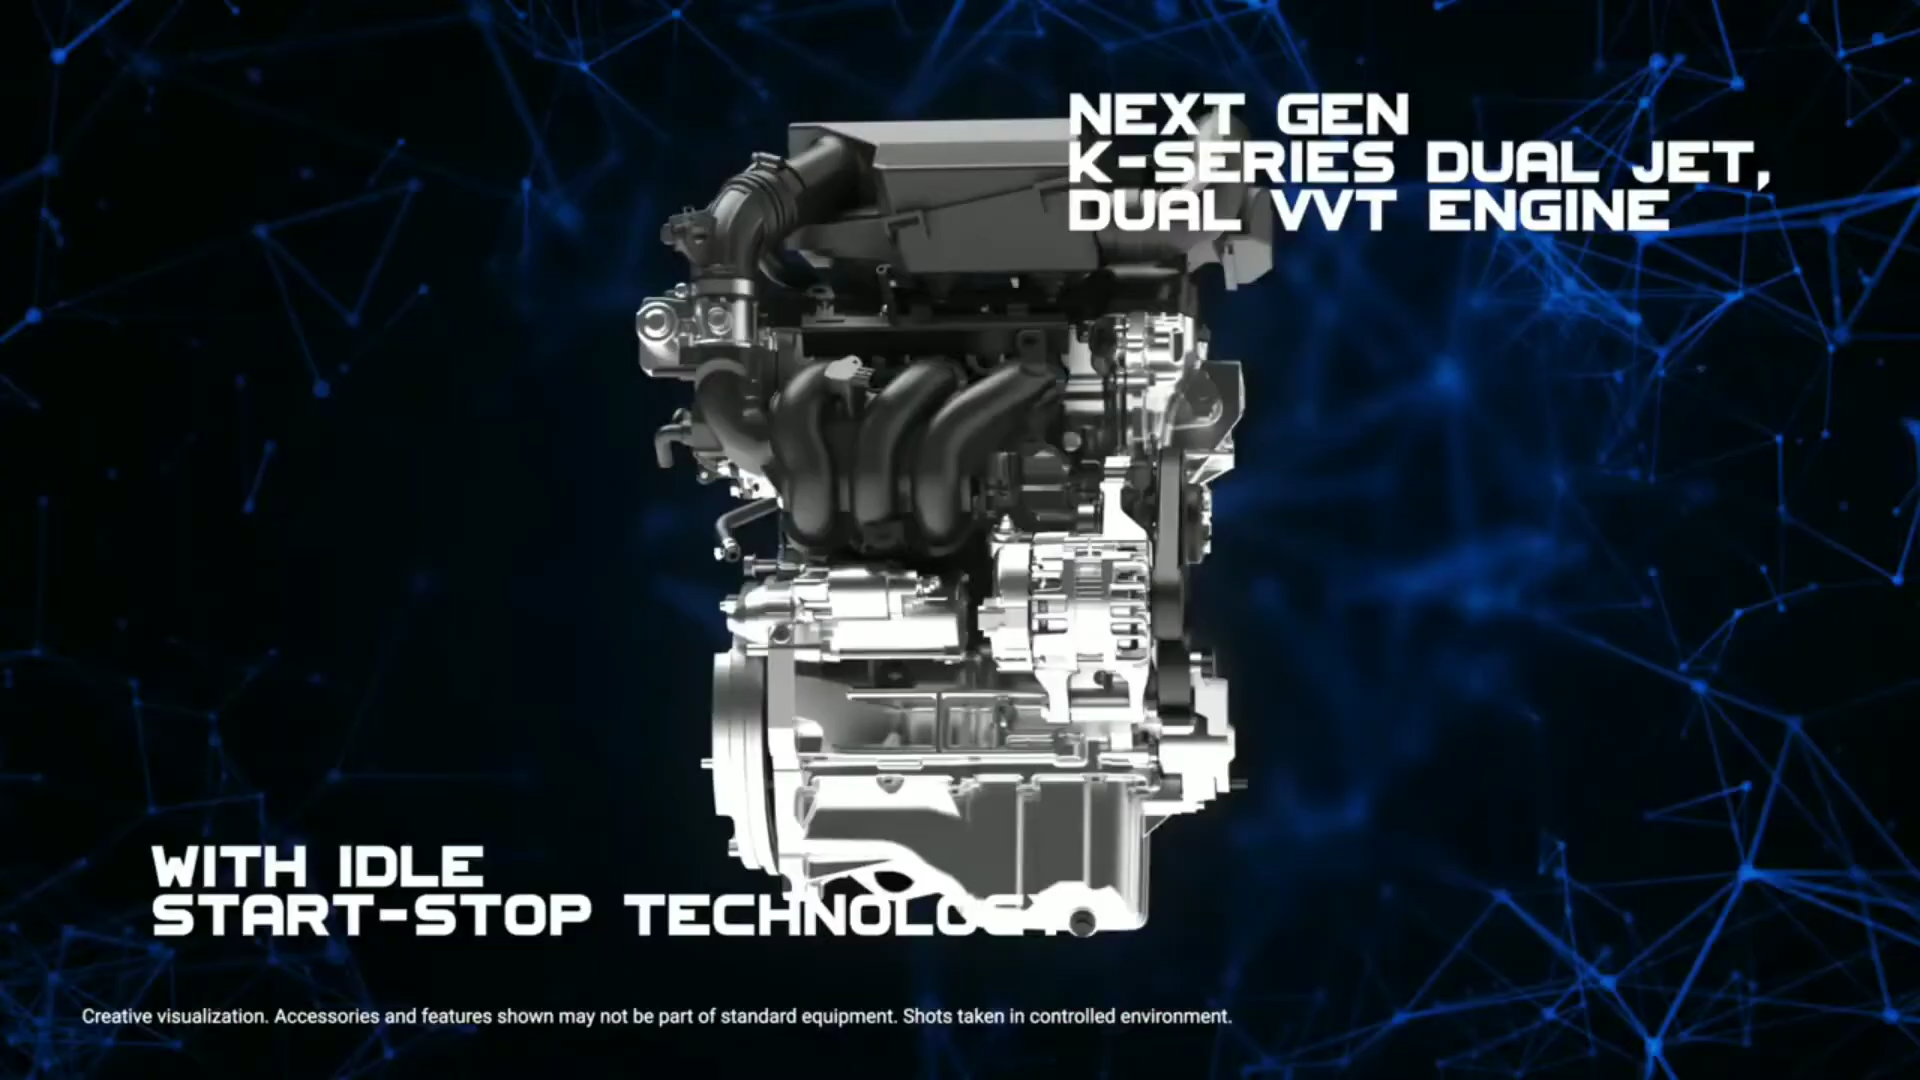 NEXT GEN
K-SERIES DUAL JET,
DUAL VVT ENGINE
WITH IDLE
START-STOP TECHNOLOGY
Creative visualization. Accessories and features shown may not be part of standard equipment. Shots taken in controlled environment.